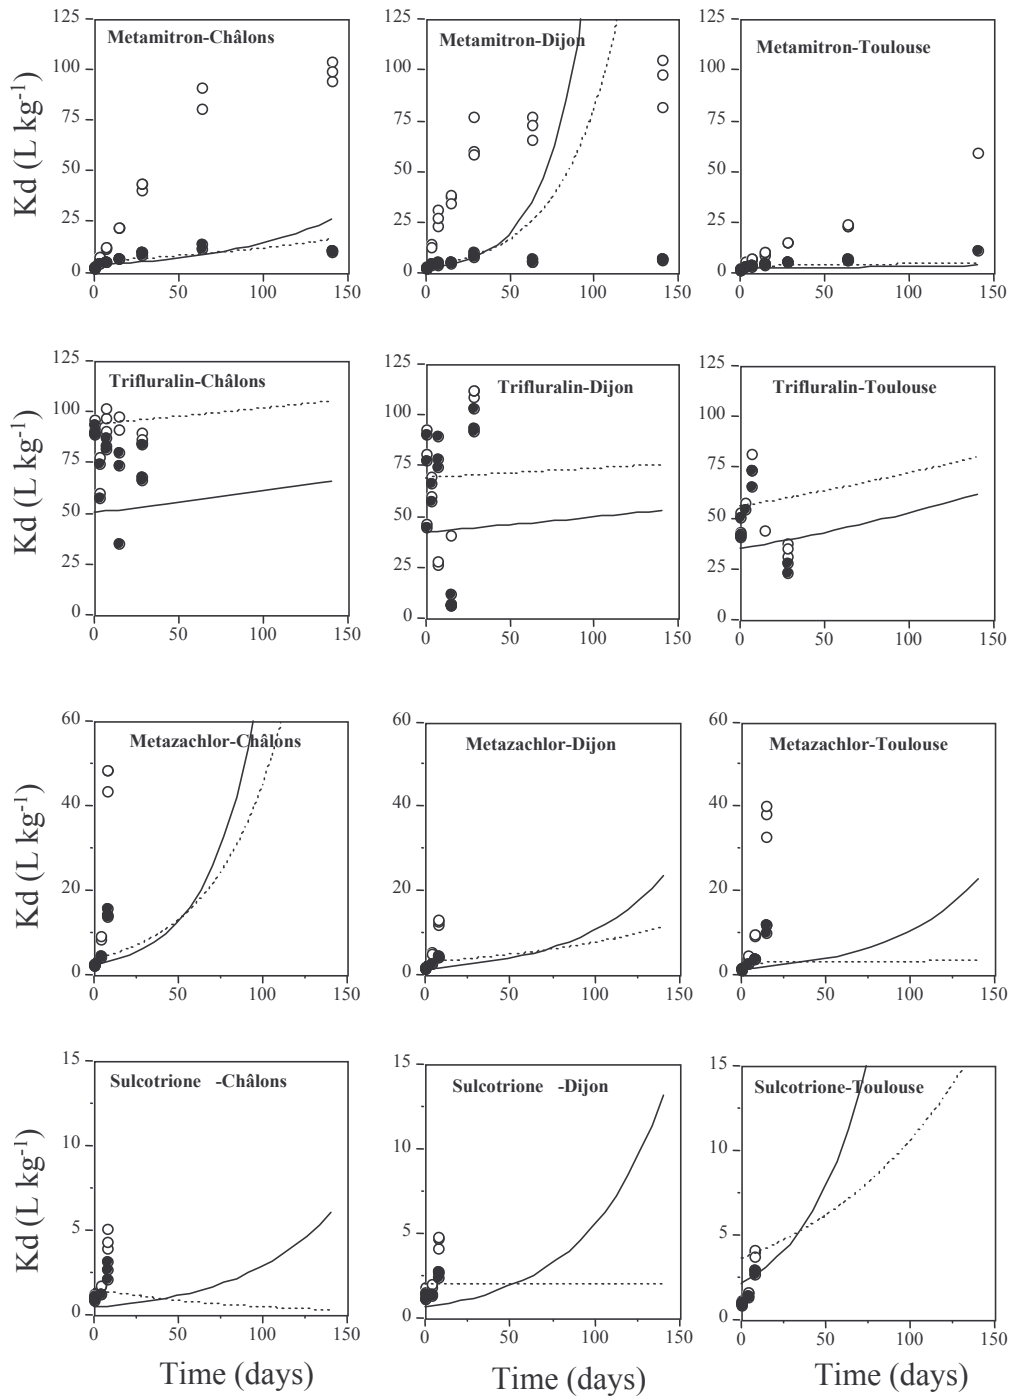 Metamitron-Châlons
Kd (L kg-1)
125
100
75
50
25
0
0 50 100 150
Metamitron-Dijon
125
100
75
50
25
0
0 50 100 150
Metamitron-Toulouse
125
100
75
50
25
0
0 50 100 150
Trifluralin-Châlons
Kd (L kg-1)
125
100
75
50
25
0
0 50 100 150
Trifluralin-Dijon
125
100
75
50
25
0
0 50 100 150
Trifluralin-Toulouse
125
100
75
50
25
0
0 50 100 150
Metazachlor-Châlons
Kd (L kg-1)
60
40
20
0
0 50 100 150
Metazachlor-Dijon
60
40
20
0
0 50 100 150
Metazachlor-Toulouse
60
40
20
0
0 50 100 150
Sulcotrione -Châlons
Kd (L kg-1)
15
10
5
0
0 50 100 150
Time (days)
Sulcotrione -Dijon
15
10
5
0
0 50 100 150
Time (days)
Sulcotrione-Toulouse
15
10
5
0
0 50 100 150
Time (days)